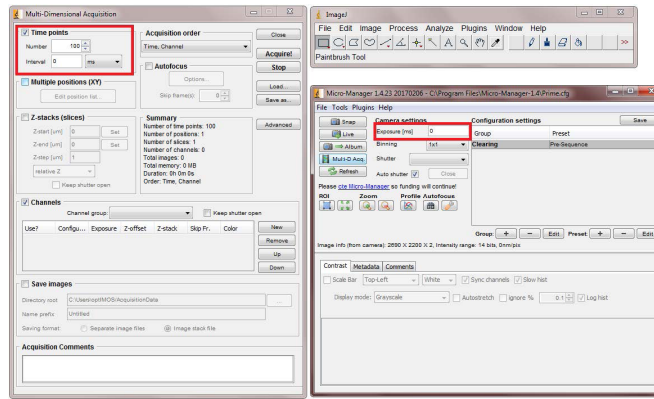 Multi-Dimensional Acquisition
Time points
Number 100
Interval 0 ms
Multiple positions (XY)
Edit position list...
Z-stacks (slices)
Z-start [um] 0 Set
Z-end [um] 0 Set
Z-step [um] 1
relative Z
Keep shutter open
Acquisition order
Time, Channel
Autofocus
Options...
Skip frame(s): 0
Summary
Number of time points: 100
Number of positions: 1
Number of slices: 1
Number of channels: 0
Total images: 0
Total memory: 0 MB
Duration: 0h 0m 0s
Order: Time, Channel
Close
Acquire!
Stop
Load...
Save as...
Advanced
Channels
Channel group: Keep shutter open
Use? Configu... Exposure Z-offset Z-stack Skip Fr. Color
New
Remove
Up
Down
Save images
Directory root C:\Users\optIMOS/AcquisitionData ...
Name prefix Untitled
Saving format Separate image files Image stack file
Acquisition Comments
ImageJ
File Edit Image Process Analyze Plugins Window Help
>>
Paintbrush Tool
Micro-Manager 1.4.23 20170206 - C:\Program Files\Micro-Manager-1.4\Prime.cfg
File Tools Plugins Help
Snap
Live
Album
Multi-D Acq
Refresh
Camera settings
Exposure [ms] 0
Binning 1x1
Shutter
Auto shutter Close
Configuration settings Save
Group Preset
Clearing Pre-Sequence
Please cite Micro-Manager so funding will continue!
ROI Zoom Profile Autofocus
Group: + − Edit Preset: + − Edit
Image info (from camera): 2690 X 2200 X 2, Intensity range: 14 bits, 0nm/pix
Contrast Metadata Comments
Scale Bar Top-Left White Sync channels Slow hist
Display mode: Grayscale Autostretch ignore % 0.1 Log hist